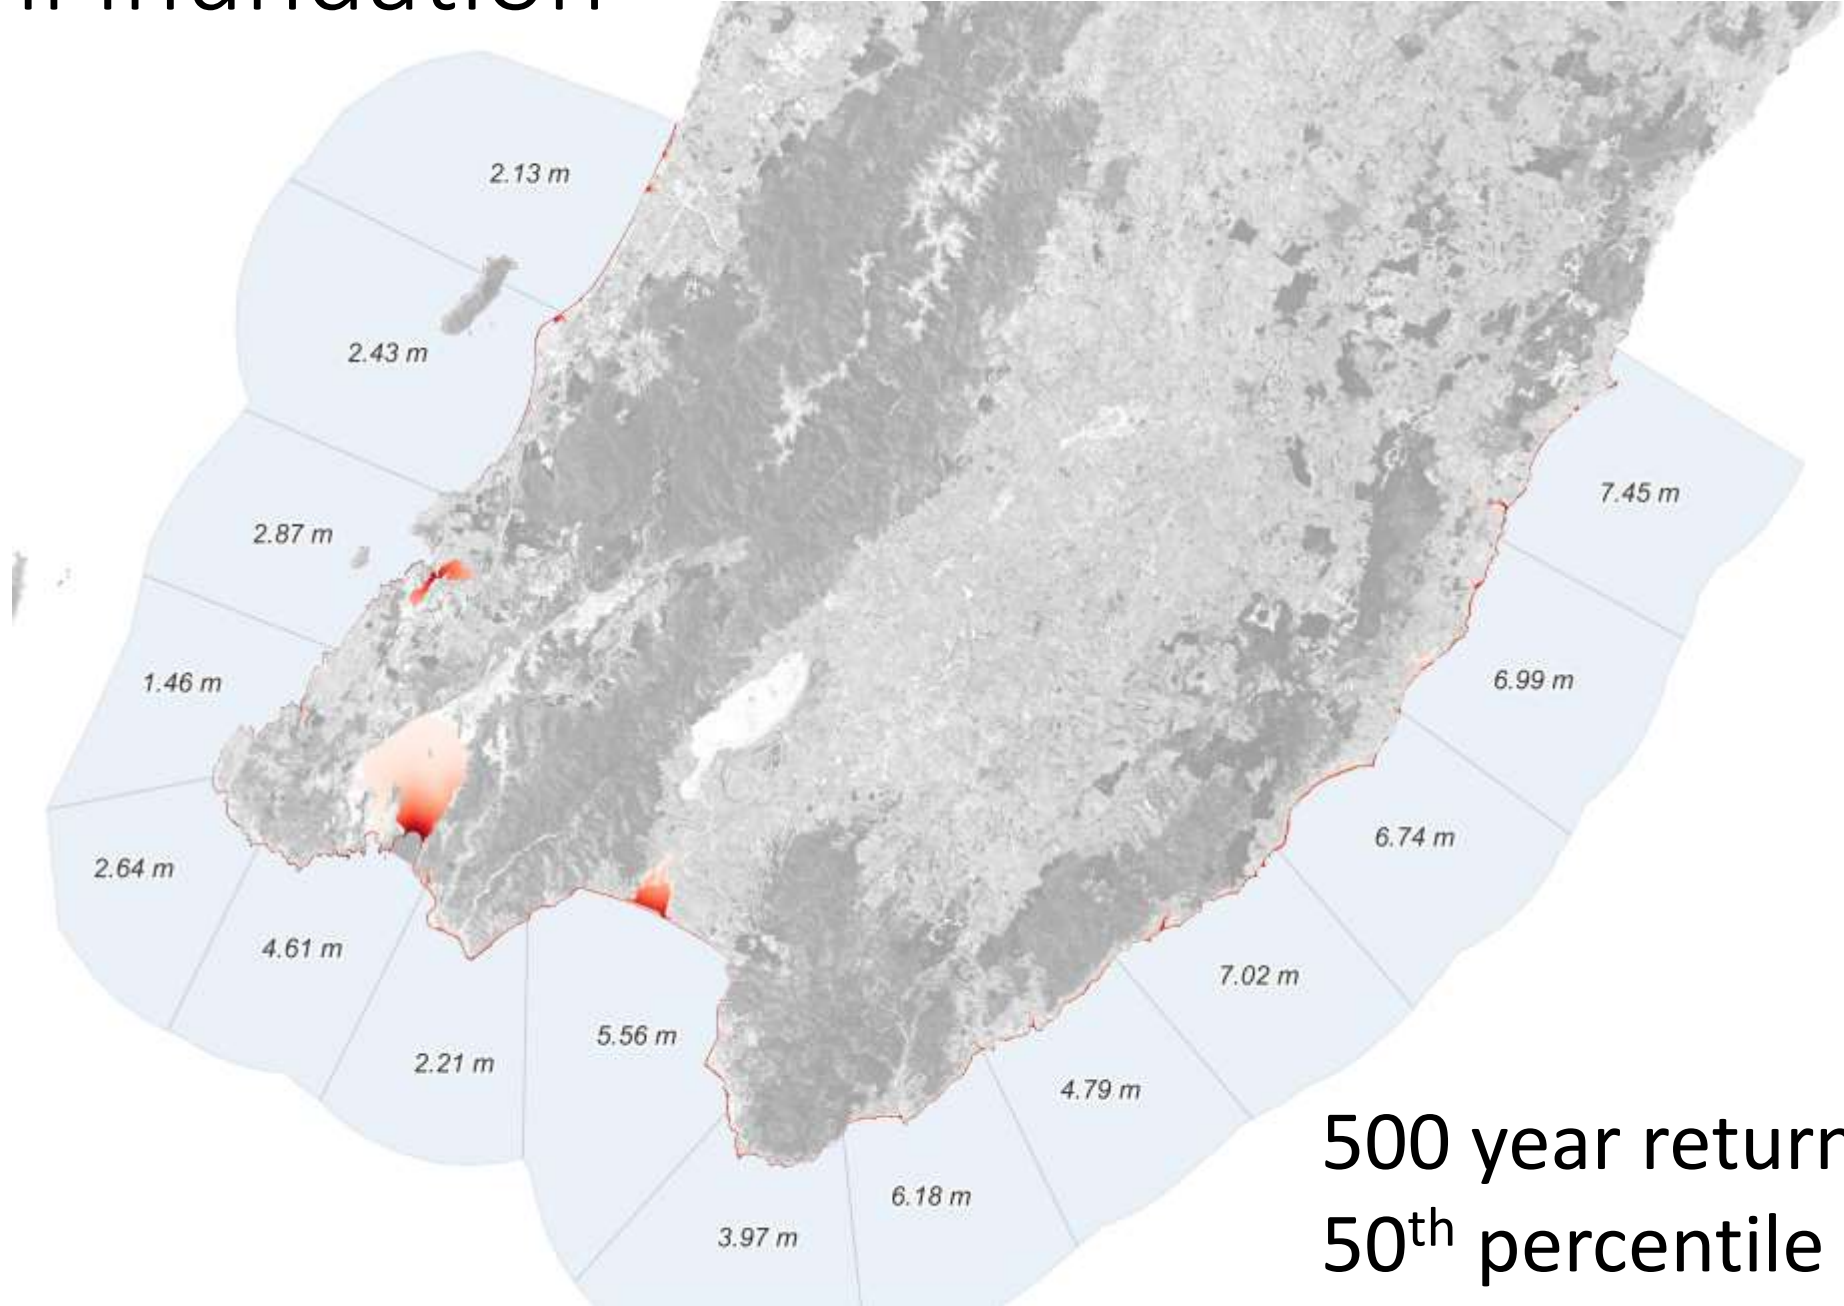 inundation
2.13 m
2.43 m
7.45 m
2.87 m
6.99 m
1.46 m
6.74 m
2.64 m
4.61 m
7.02 m
5.56 m
2.21 m
4.79 m
6.18 m
3.97 m
500 year return
50th percentile